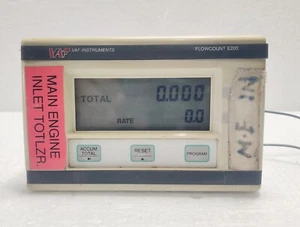 VAF VAF INSTRUMENTS FLOWCOUNT E200
MAIN ENGINE
INLET TOTLZR
TOTAL 0.000
RATE 0.0
M.E IN
ACCUM
TOTAL
RESET
PROGRAM